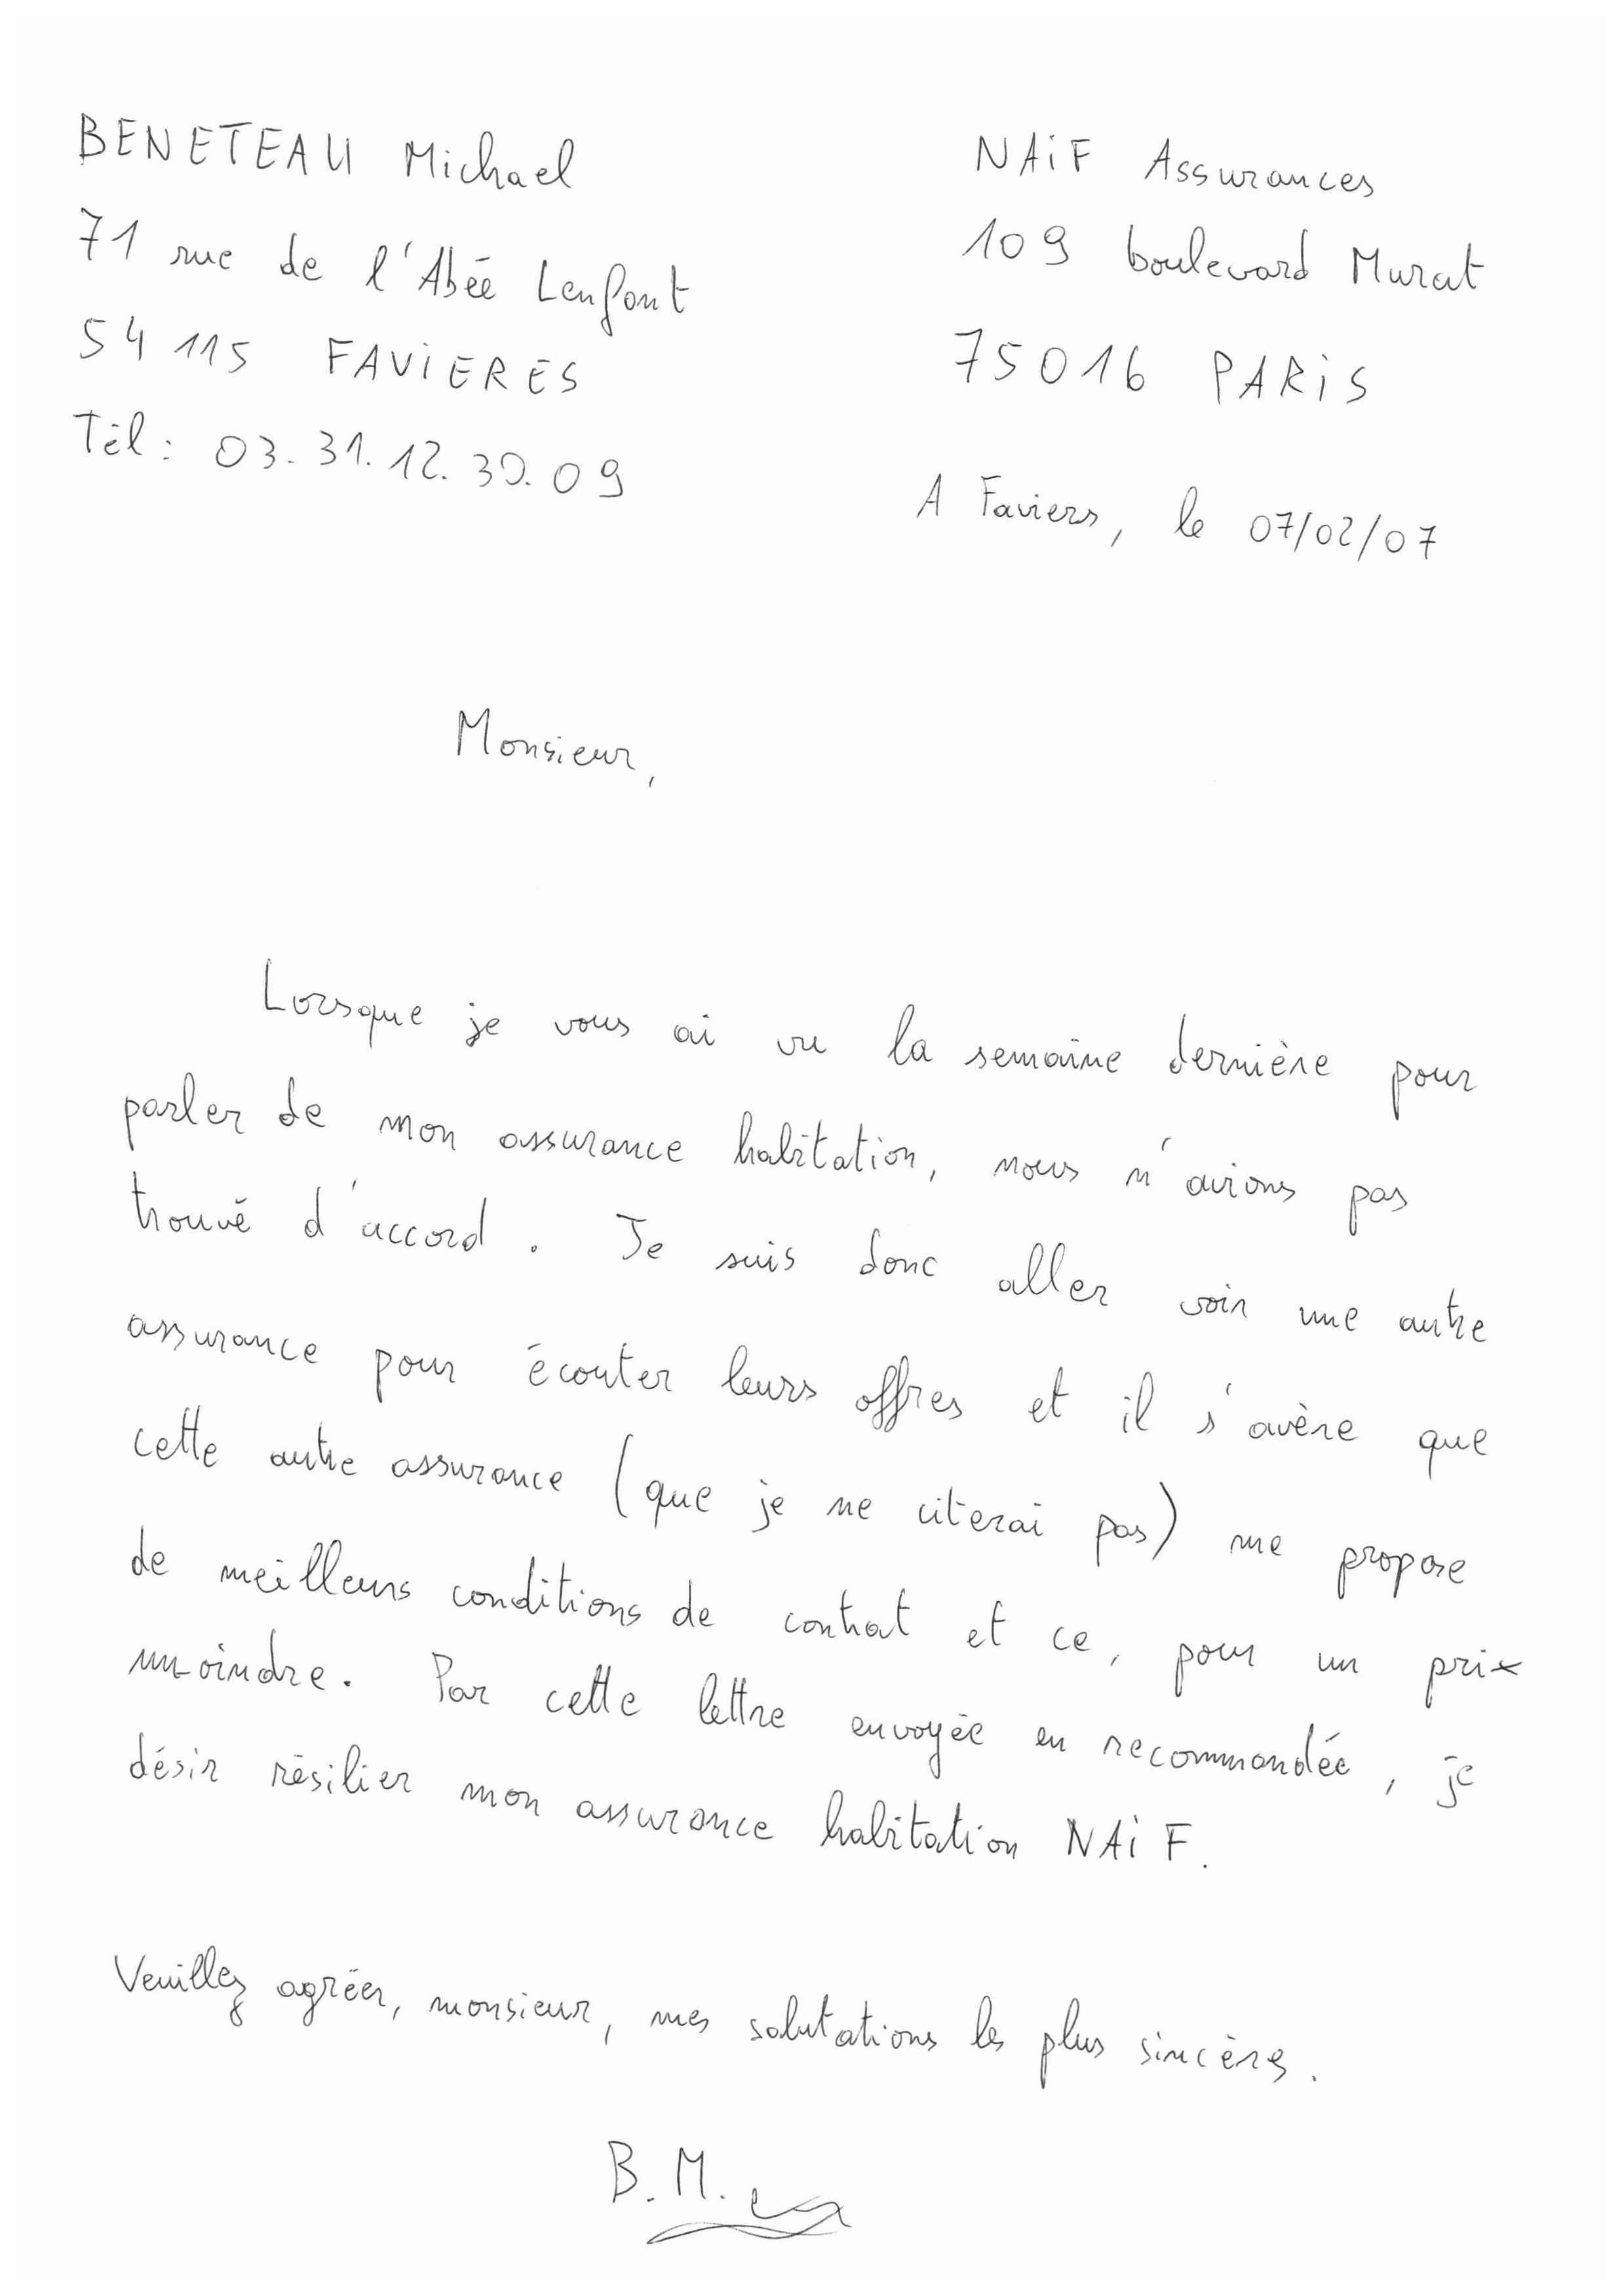 BENETEAU Michael
71 rue de l'Abéé Lenfont
54 115 FAViERES
Tél : 03.31.12.30.09
NAiF Assurances
109 boulevard Murat
75016 PARiS
A Faviers, le 07/02/07
Monsieur,
Lorsque je vous ai vu la semaine dernière pour
parler de mon assurance habitation, nous n'avions pas
trouvé d'accord. Je suis donc aller voir une autre
assurance pour écouter leurs offres et il s'avère que
cette autre assurance (que je ne citerai pas) me propose
de meilleurs conditions de contrat et ce, pour un prix
moindre. Par cette lettre envoyée en recommandée, je
désir résilier mon assurance habitation NAiF.
Veuillez agréer, monsieur, mes salutations les plus sincères.
B.M.